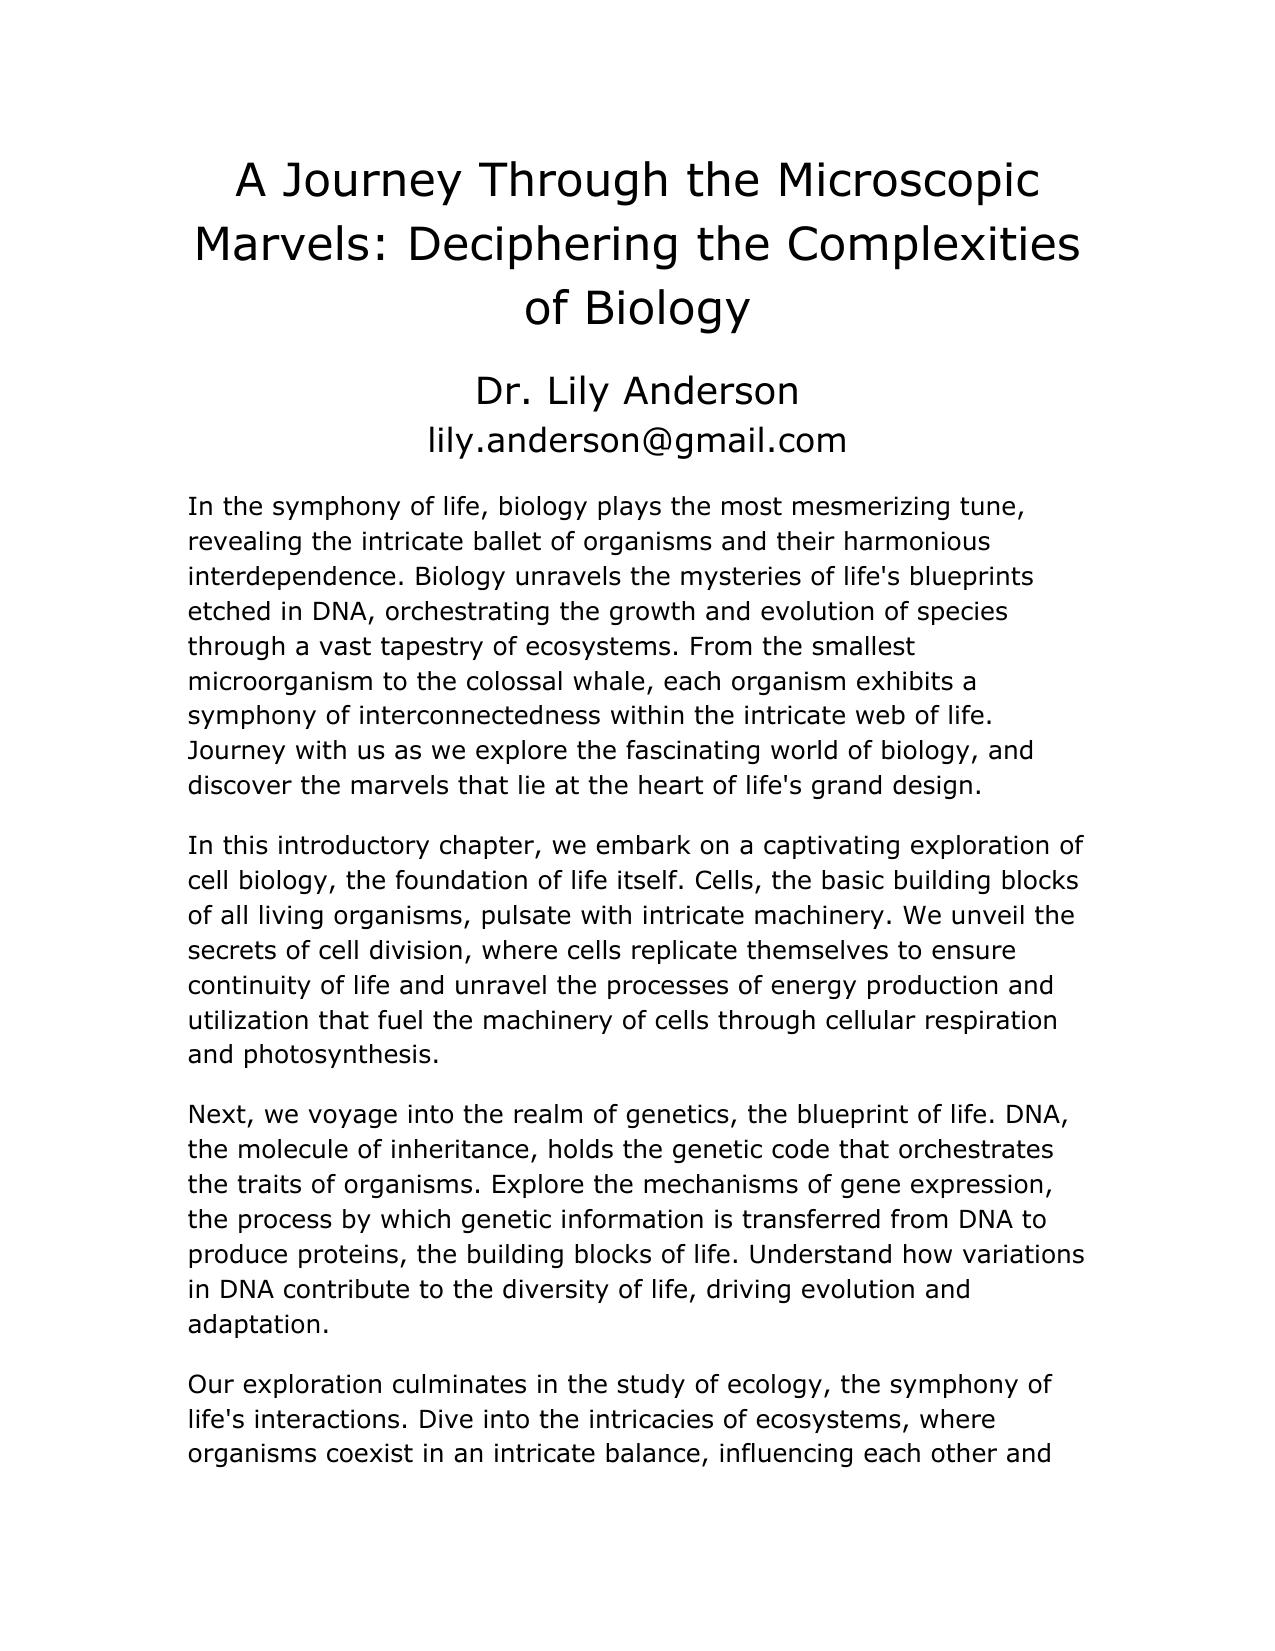 A Journey Through the Microscopic
Marvels: Deciphering the Complexities
of Biology
Dr. Lily Anderson
lily.anderson@gmail.com
In the symphony of life, biology plays the most mesmerizing tune,
revealing the intricate ballet of organisms and their harmonious
interdependence. Biology unravels the mysteries of life's blueprints
etched in DNA, orchestrating the growth and evolution of species
through a vast tapestry of ecosystems. From the smallest
microorganism to the colossal whale, each organism exhibits a
symphony of interconnectedness within the intricate web of life.
Journey with us as we explore the fascinating world of biology, and
discover the marvels that lie at the heart of life's grand design.
In this introductory chapter, we embark on a captivating exploration of
cell biology, the foundation of life itself. Cells, the basic building blocks
of all living organisms, pulsate with intricate machinery. We unveil the
secrets of cell division, where cells replicate themselves to ensure
continuity of life and unravel the processes of energy production and
utilization that fuel the machinery of cells through cellular respiration
and photosynthesis.
Next, we voyage into the realm of genetics, the blueprint of life. DNA,
the molecule of inheritance, holds the genetic code that orchestrates
the traits of organisms. Explore the mechanisms of gene expression,
the process by which genetic information is transferred from DNA to
produce proteins, the building blocks of life. Understand how variations
in DNA contribute to the diversity of life, driving evolution and
adaptation.
Our exploration culminates in the study of ecology, the symphony of
life's interactions. Dive into the intricacies of ecosystems, where
organisms coexist in an intricate balance, influencing each other and